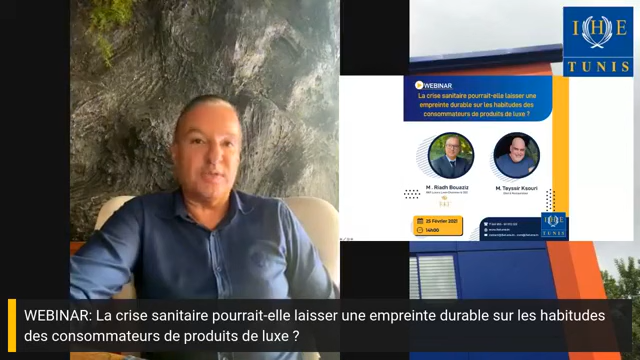 IHE
TUNIS
WEBINAR
La crise sanitaire pourrait-elle laisser une
empreinte durable sur les habitudes des
consommateurs de produits de luxe ?
M. Riadh Bouaziz
M. Tayssir Ksouri
25 Février 2021
14h00
IHE
TUNIS
WEBINAR: La crise sanitaire pourrait-elle laisser une empreinte durable sur les habitudes
des consommateurs de produits de luxe ?